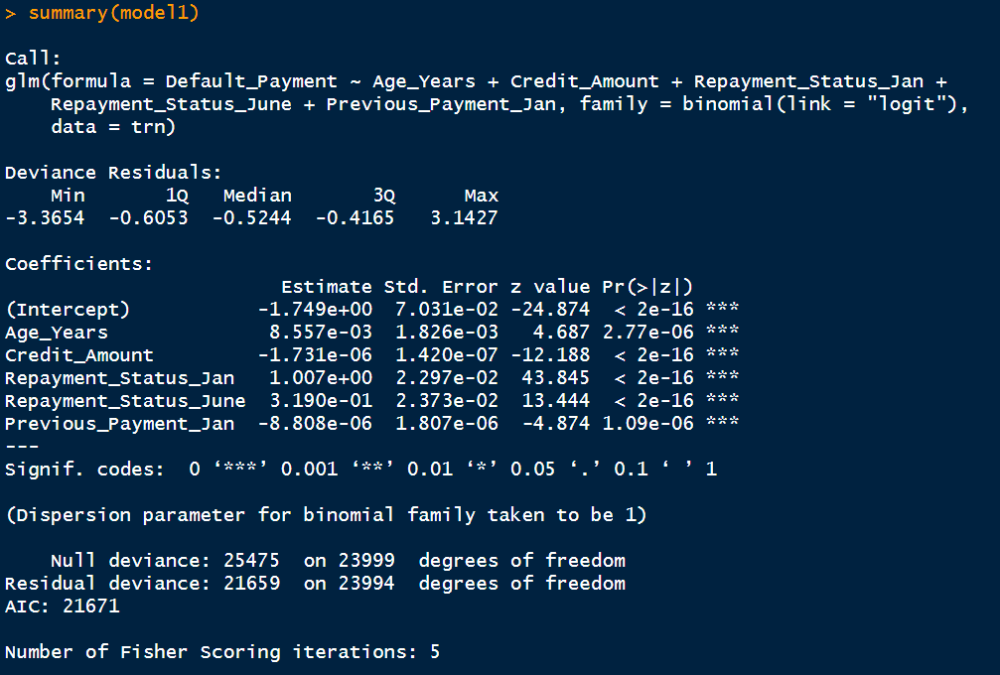 > summary(model1)
Call:
glm(formula = Default_Payment ~ Age_Years + Credit_Amount + Repayment_Status_Jan +
    Repayment_Status_June + Previous_Payment_Jan, family = binomial(link = "logit"),
    data = trn)
Deviance Residuals:
    Min       1Q   Median       3Q      Max
-3.3654  -0.6053  -0.5244  -0.4165   3.1427
Coefficients:
                        Estimate Std. Error z value Pr(>|z|)
(Intercept)           -1.749e+00  7.031e-02 -24.874  < 2e-16 ***
Age_Years              8.557e-03  1.826e-03   4.687 2.77e-06 ***
Credit_Amount         -1.731e-06  1.420e-07 -12.188  < 2e-16 ***
Repayment_Status_Jan   1.007e+00  2.297e-02  43.845  < 2e-16 ***
Repayment_Status_June  3.190e-01  2.373e-02  13.444  < 2e-16 ***
Previous_Payment_Jan  -8.808e-06  1.807e-06  -4.874 1.09e-06 ***
---
Signif. codes:  0 ‘***’ 0.001 ‘**’ 0.01 ‘*’ 0.05 ‘.’ 0.1 ‘ ’ 1
(Dispersion parameter for binomial family taken to be 1)
    Null deviance: 25475  on 23999  degrees of freedom
Residual deviance: 21659  on 23994  degrees of freedom
AIC: 21671
Number of Fisher Scoring iterations: 5